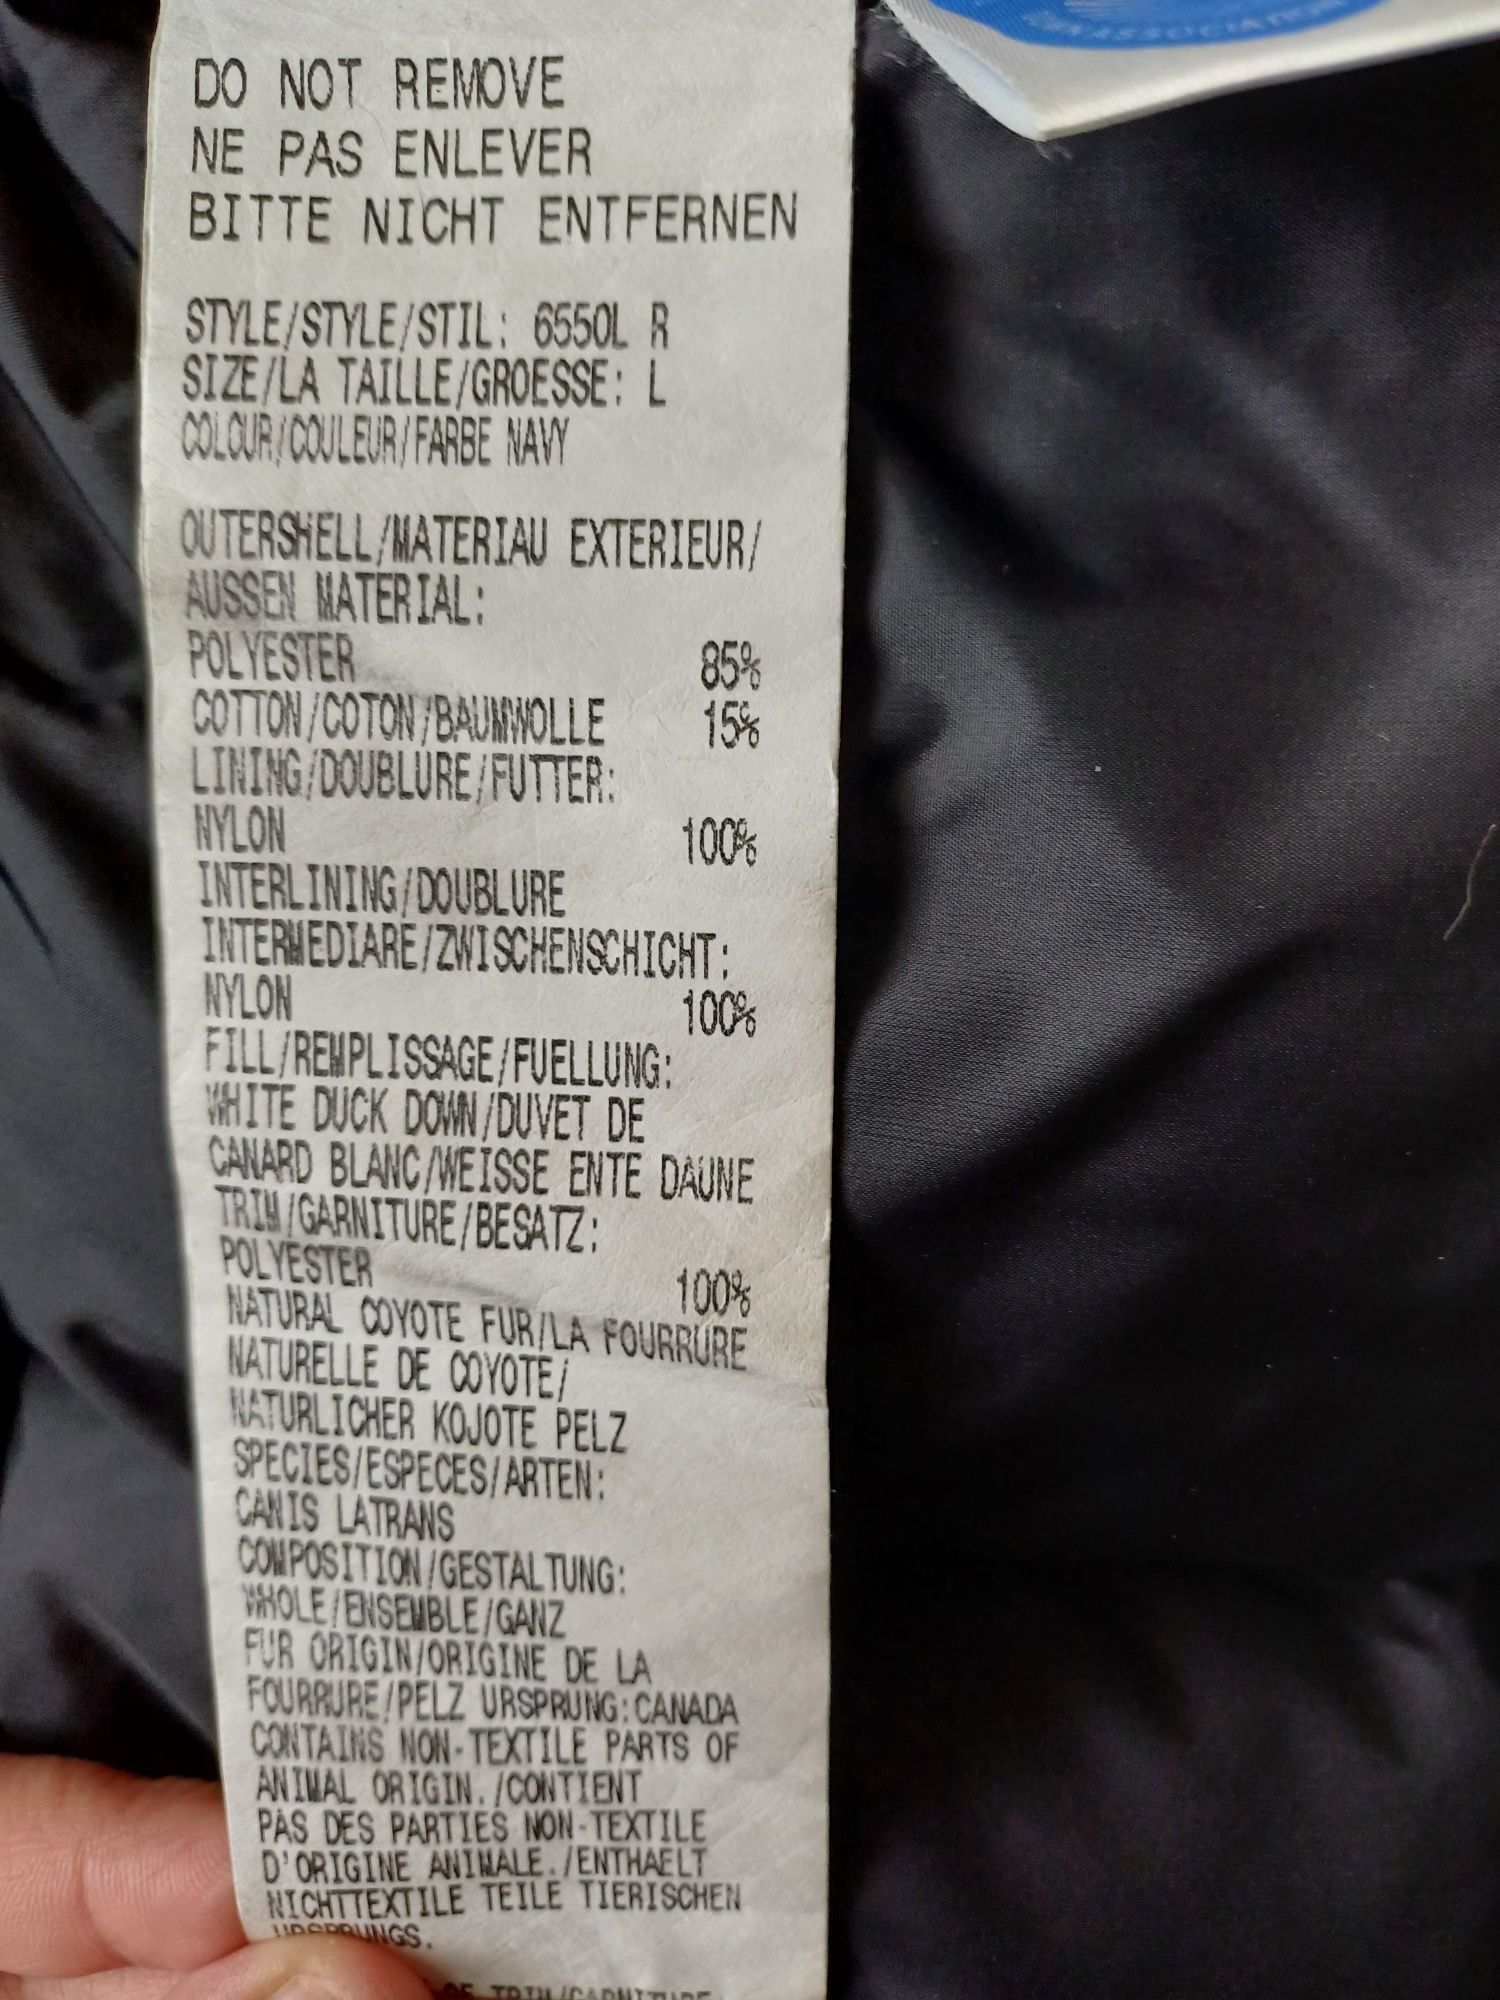 ASSOCIATION
DO NOT REMOVE
NE PAS ENLEVER
BITTE NICHT ENTFERNEN
STYLE/STYLE/STIL: 6550L R
SIZE/LA TAILLE/GROESSE: L
COLOUR/COULEUR/FARBE NAVY
OUTERSHELL/MATERIAU EXTERIEUR/
AUSSEN MATERIAL:
POLYESTER 85%
COTTON/COTON/BAUMWOLLE 15%
LINING/DOUBLURE/FUTTER:
NYLON 100%
INTERLINING/DOUBLURE
INTERMEDIARE/ZWISCHENSCHICHT:
NYLON 100%
FILL/REMPLISSAGE/FUELLUNG:
WHITE DUCK DOWN/DUVET DE
CANARD BLANC/WEISSE ENTE DAUNE
TRIM/GARNITURE/BESATZ:
POLYESTER 100%
NATURAL COYOTE FUR/LA FOURRURE
NATURELLE DE COYOTE/
NATURLICHER KOJOTE PELZ
SPECIES/ESPECES/ARTEN:
CANIS LATRANS
COMPOSITION/GESTALTUNG:
WHOLE/ENSEMBLE/GANZ
FUR ORIGIN/ORIGINE DE LA
FOURRURE/PELZ URSPRUNG:CANADA
CONTAINS NON-TEXTILE PARTS OF
ANIMAL ORIGIN./CONTIENT
PAS DES PARTIES NON-TEXTILE
D'ORIGINE ANIMALE./ENTHAELT
NICHTTEXTILE TEILE TIERISCHEN
URSPRUNGS.
OF TRIM/GARNITURE